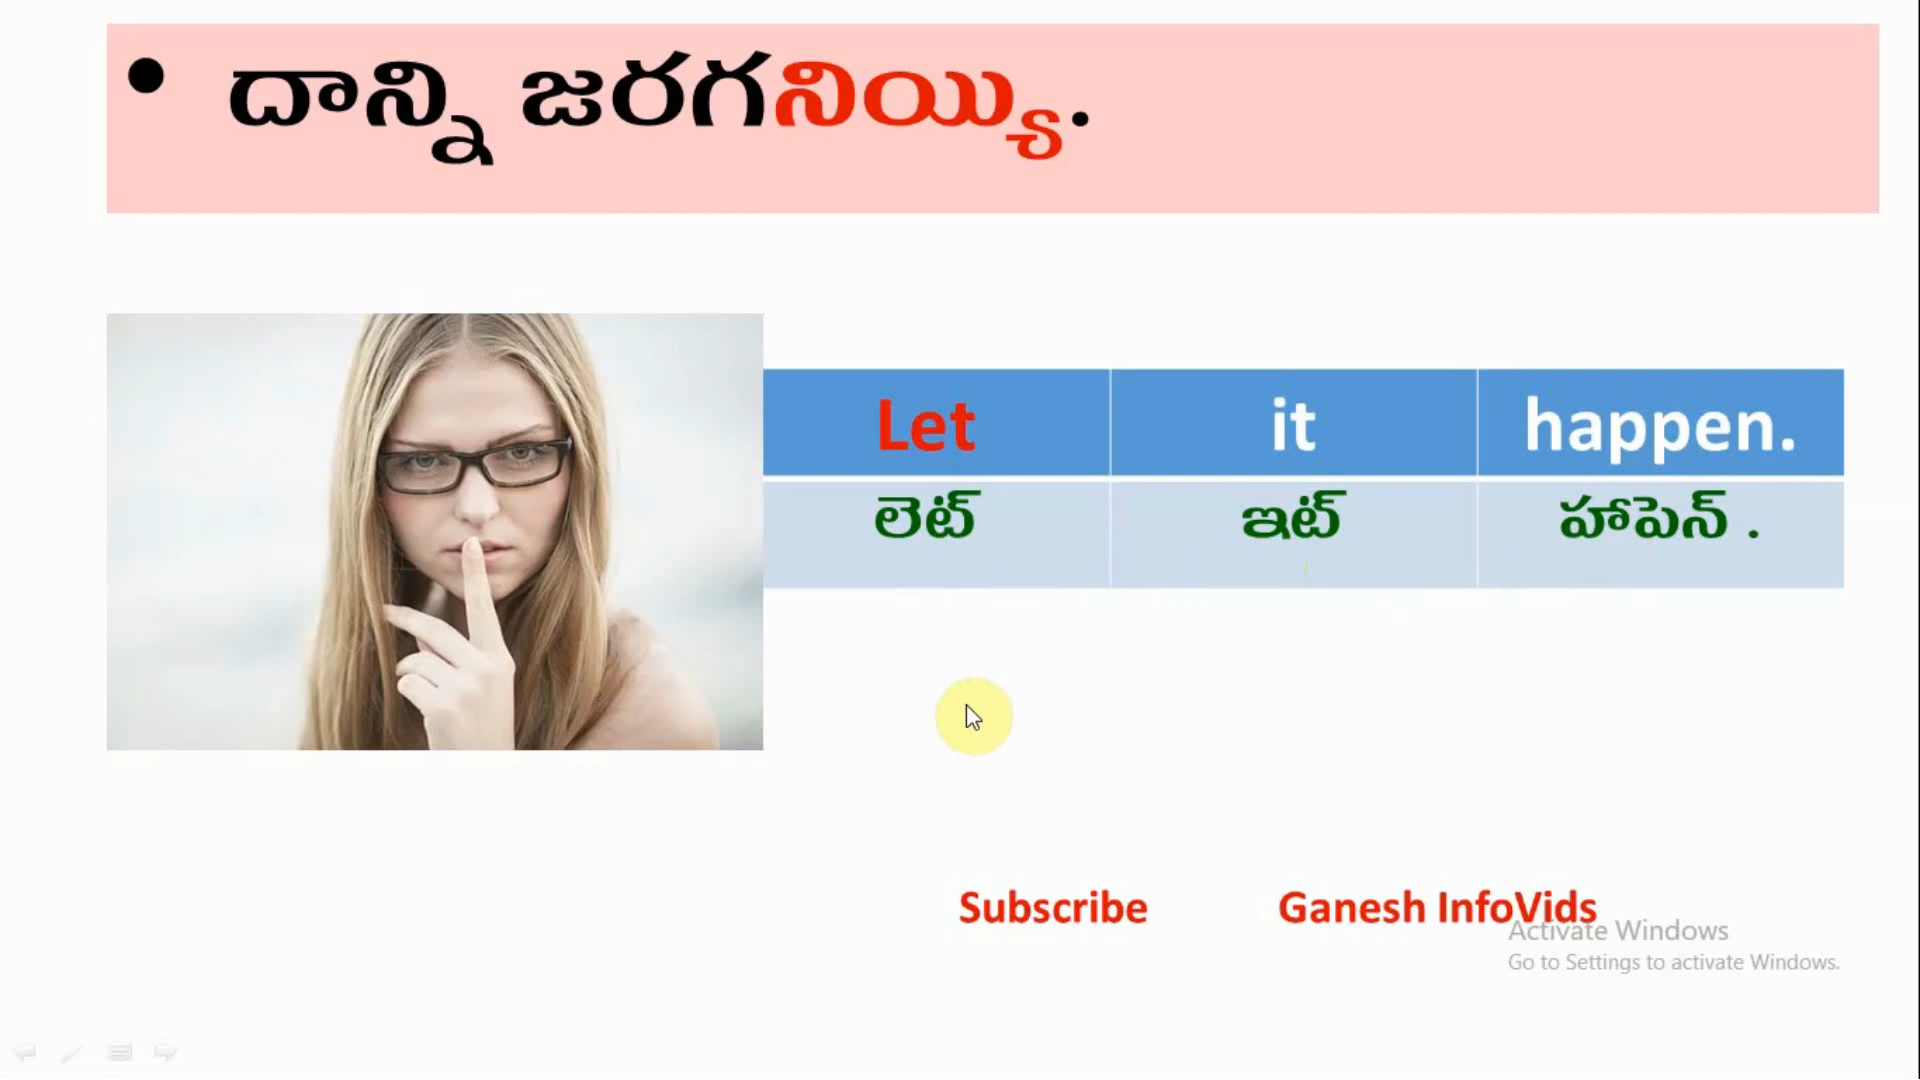 • దాన్ని జరగనియ్యి.
Let it happen.
లెట్ ఇట్ హాపెన్ .
Subscribe Ganesh InfoVids
Activate Windows
Go to Settings to activate Windows.